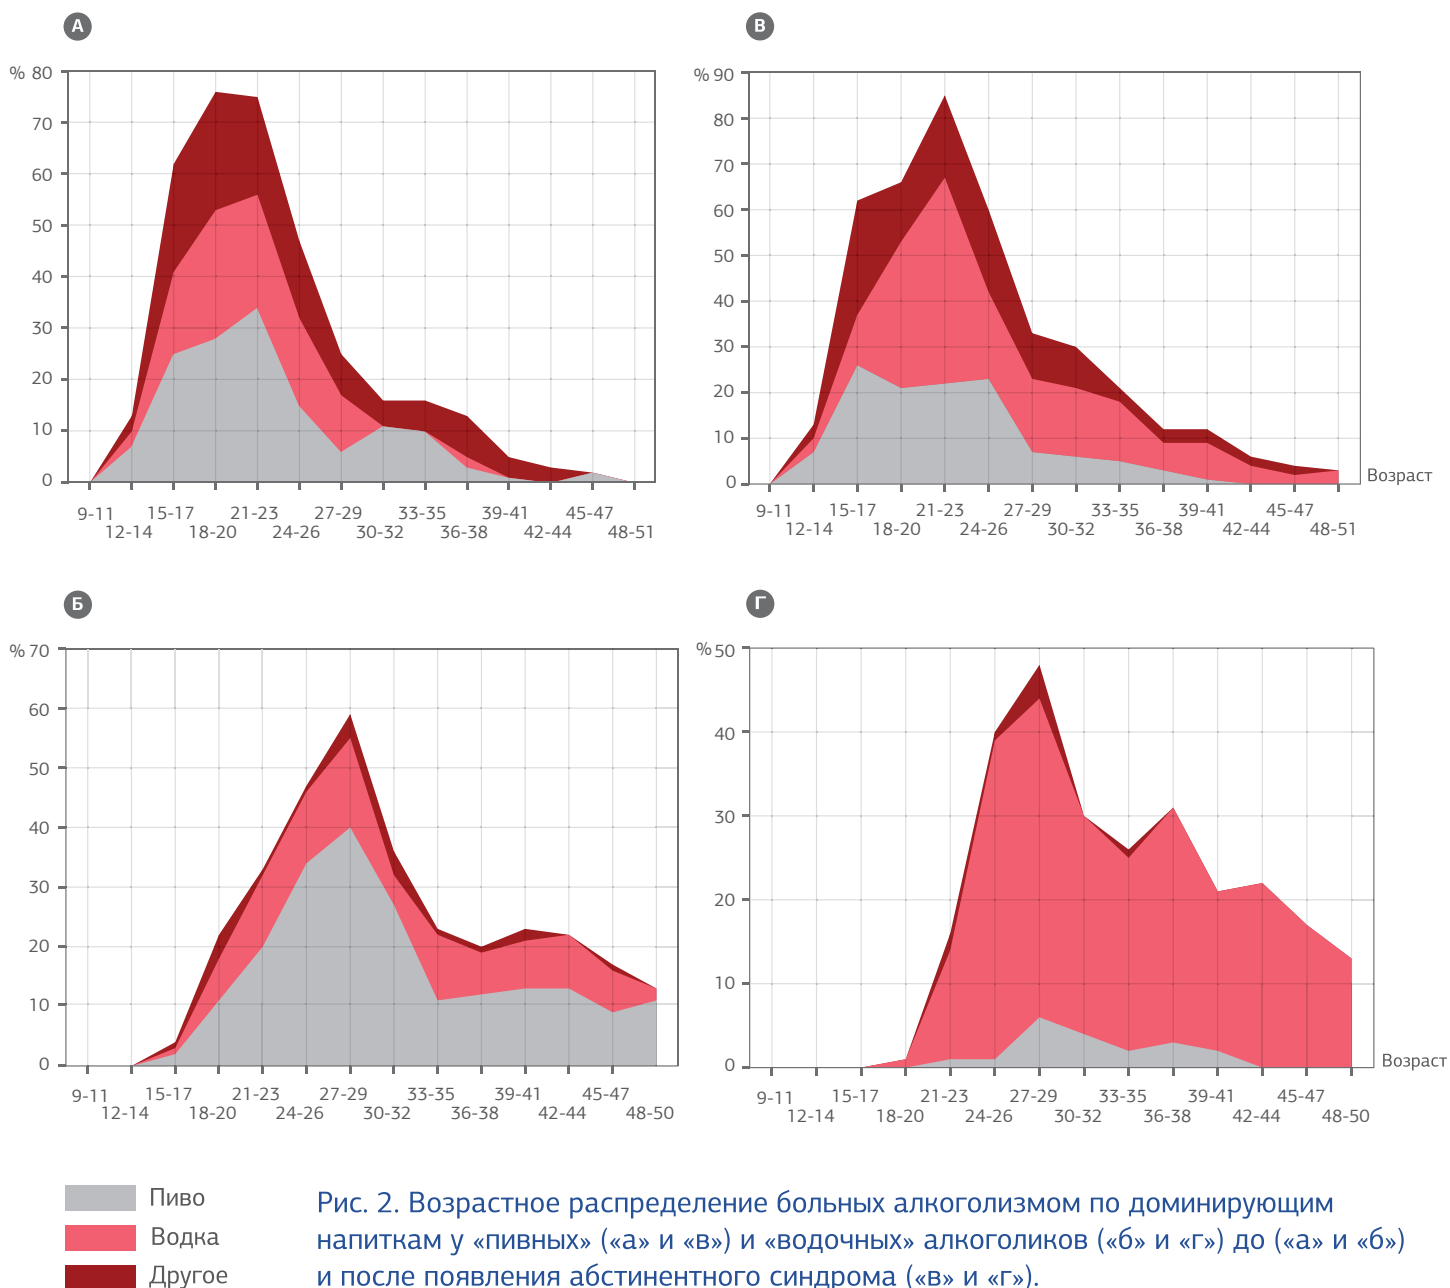 А
% 80
70
60
50
40
30
20
10
0
9-11 15-17 21-23 27-29 33-35 39-41 45-47
12-14 18-20 24-26 30-32 36-38 42-44 48-51
В
% 90
80
70
60
50
40
30
20
10
0
Возраст
9-11 15-17 21-23 27-29 33-35 39-41 45-47
12-14 18-20 24-26 30-32 36-38 42-44 48-51
Б
% 70
60
50
40
30
20
10
0
9-11 15-17 21-23 27-29 33-35 39-41 45-47
12-14 18-20 24-26 30-32 36-38 42-44 48-50
Г
% 50
40
30
20
10
0
Возраст
9-11 15-17 21-23 27-29 33-35 39-41 45-47
12-14 18-20 24-26 30-32 36-38 42-44 48-50
Пиво
Водка
Другое
Рис. 2. Возрастное распределение больных алкоголизмом по доминирующим
напиткам у «пивных» («а» и «в») и «водочных» алкоголиков («б» и «г») до («а» и «б»)
и после появления абстинентного синдрома («в» и «г»).